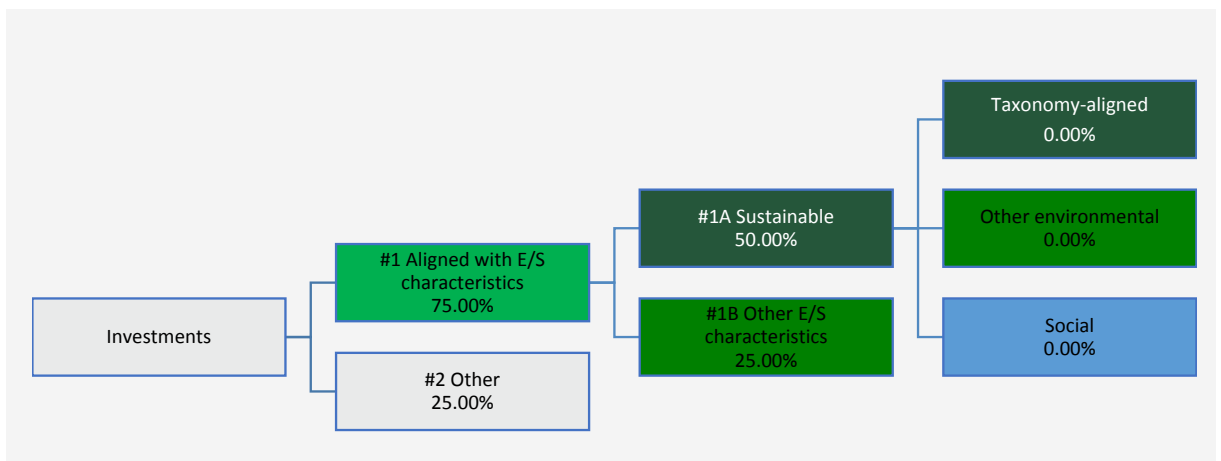 Investments
#1 Aligned with E/S
characteristics
75.00%
#2 Other
25.00%
#1A Sustainable
50.00%
#1B Other E/S
characteristics
25.00%
Taxonomy-aligned
0.00%
Other environmental
0.00%
Social
0.00%